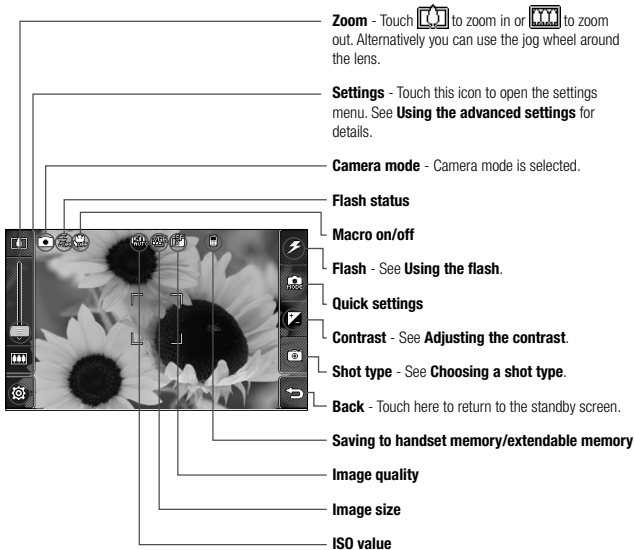 Zoom - Touch to zoom in or to zoom
out. Alternatively you can use the jog wheel around
the lens.
Settings - Touch this icon to open the settings
menu. See Using the advanced settings for
details.
Camera mode - Camera mode is selected.
Flash status
Macro on/off
Flash - See Using the flash.
MODE
Quick settings
Contrast - See Adjusting the contrast.
Shot type - See Choosing a shot type.
Back - Touch here to return to the standby screen.
Saving to handset memory/extendable memory
Image quality
Image size
ISO value